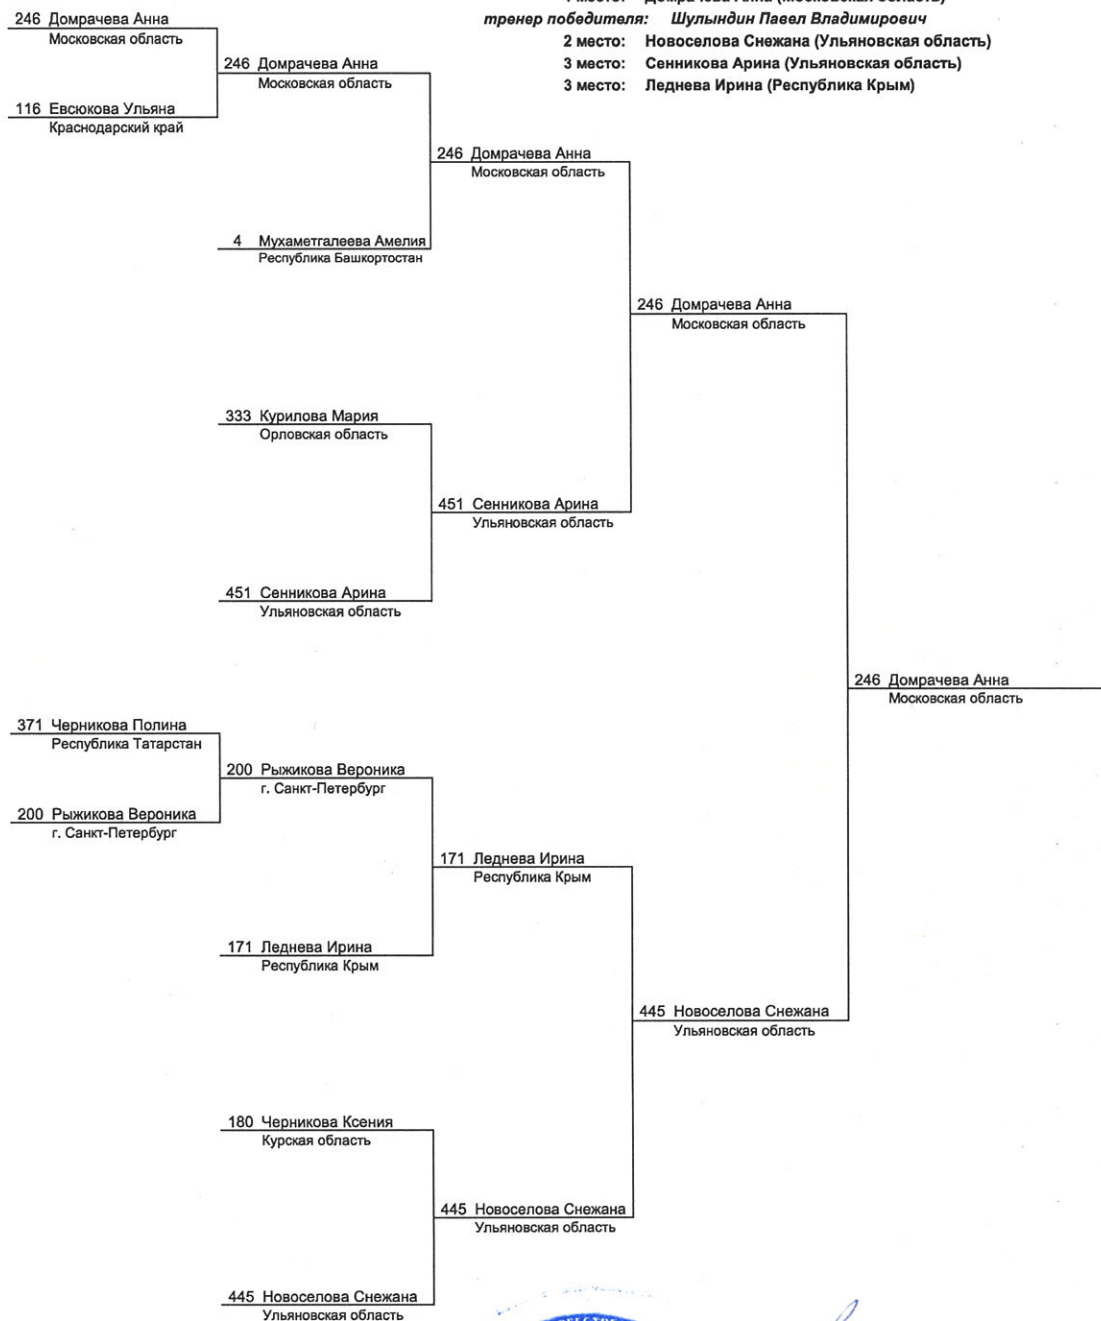 1 место: Домрачева Анна (Московская область)
тренер победителя: Шулындин Павел Владимирович
2 место: Новоселова Снежана (Ульяновская область)
3 место: Сенникова Арина (Ульяновская область)
3 место: Леднева Ирина (Республика Крым)
246 Домрачева Анна
Московская область
246 Домрачева Анна
Московская область
116 Евсюкова Ульяна
Краснодарский край
246 Домрачева Анна
Московская область
4 Мухаметгалеева Амелия
Республика Башкортостан
246 Домрачева Анна
Московская область
333 Курилова Мария
Орловская область
451 Сенникова Арина
Ульяновская область
451 Сенникова Арина
Ульяновская область
246 Домрачева Анна
Московская область
371 Черникова Полина
Республика Татарстан
200 Рыжикова Вероника
г. Санкт-Петербург
200 Рыжикова Вероника
г. Санкт-Петербург
171 Леднева Ирина
Республика Крым
171 Леднева Ирина
Республика Крым
445 Новоселова Снежана
Ульяновская область
180 Черникова Ксения
Курская область
445 Новоселова Снежана
Ульяновская область
445 Новоселова Снежана
Ульяновская область